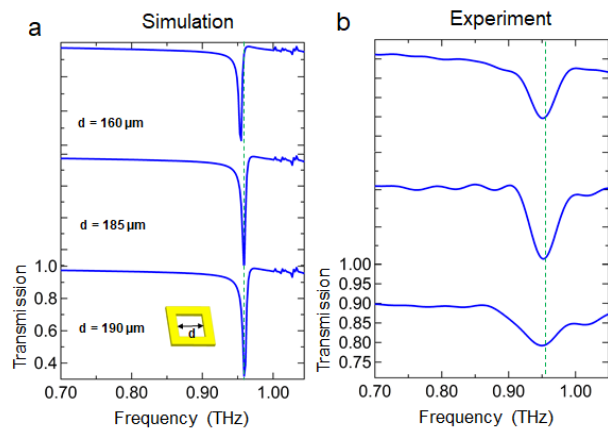 a
Simulation
d = 160 µm
d = 185µm
d = 190 µm
d
1.0
0.8
0.6
0.4
Transmission
0.70 0.80 0.90 1.00
Frequency (THz)
b
Experiment
1.00
0.95
0.90
0.85
0.80
0.75
Transmission
0.70 0.80 0.90 1.00
Frequency (THz)